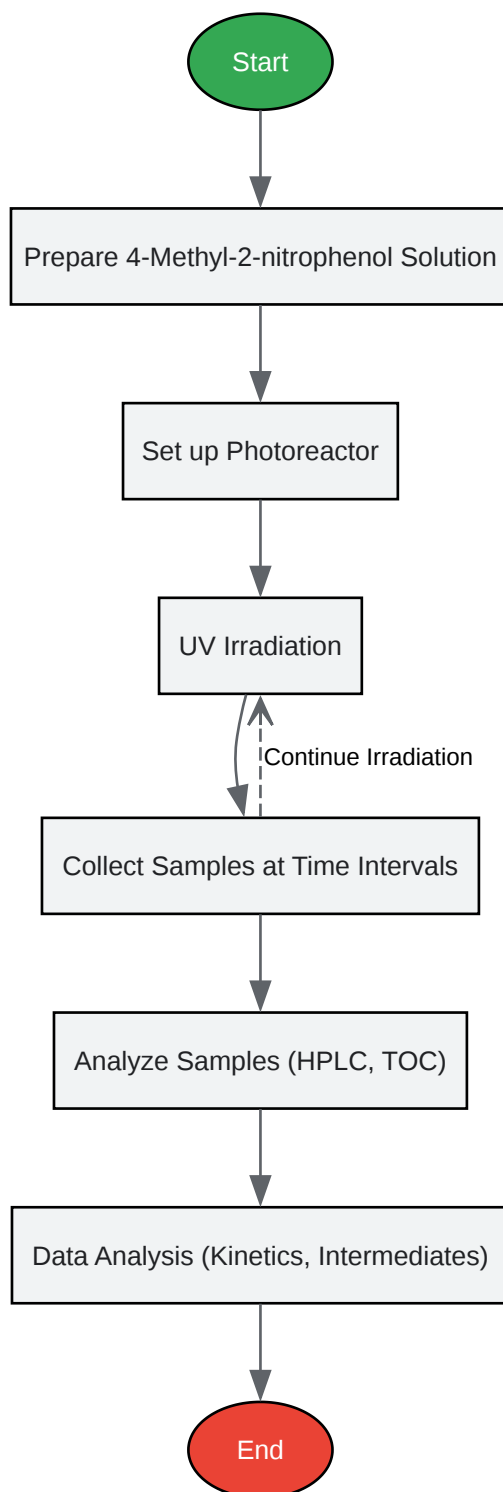 Start
Prepare 4-Methyl-2-nitrophenol Solution
Set up Photoreactor
UV Irradiation
Continue Irradiation
Collect Samples at Time Intervals
Analyze Samples (HPLC, TOC)
Data Analysis (Kinetics, Intermediates)
End